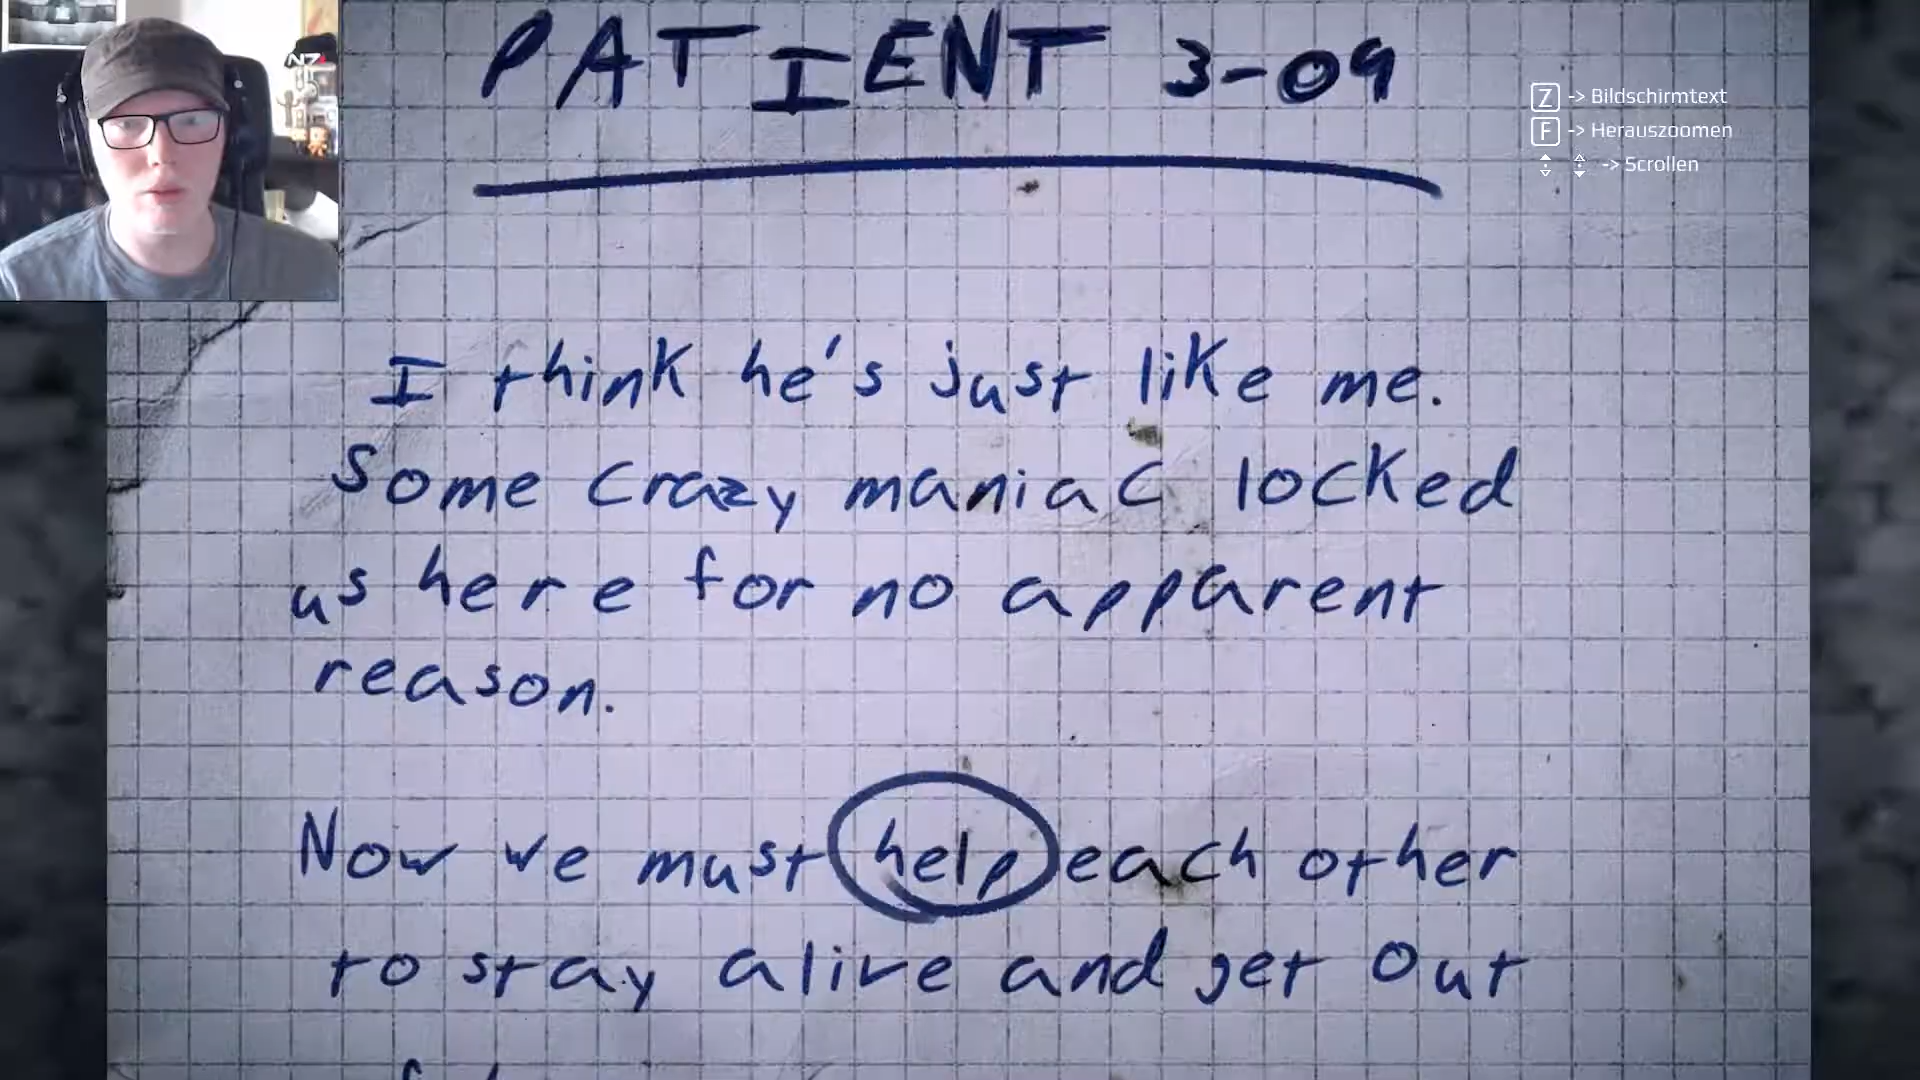 PATIENT 3-09
N7
Z -> Bildschirmtext
F -> Herauszoomen
-> Scrollen
I think he's just like me.
Some crazy maniac locked
us here for no apparent
reason.
Now we must help each other
to stay alive and get out